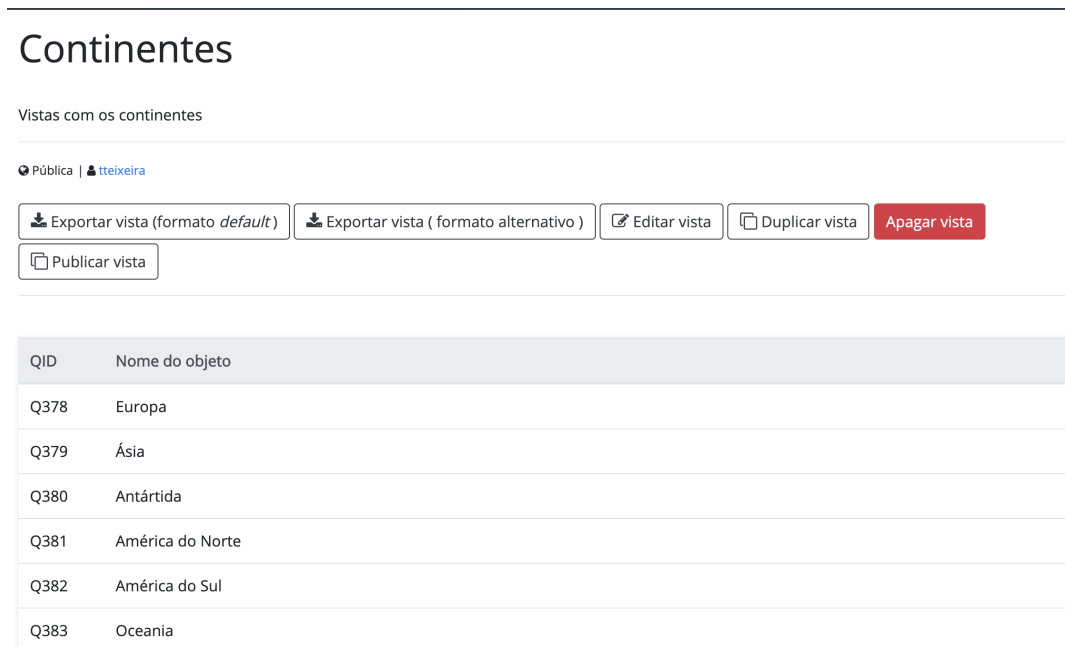 Continentes
Vistas com os continentes
Pública | tteixeira
Exportar vista (formato default) Exportar vista ( formato alternativo ) Editar vista Duplicar vista Apagar vista
Publicar vista
QID Nome do objeto
Q378 Europa
Q379 Ásia
Q380 Antártida
Q381 América do Norte
Q382 América do Sul
Q383 Oceania